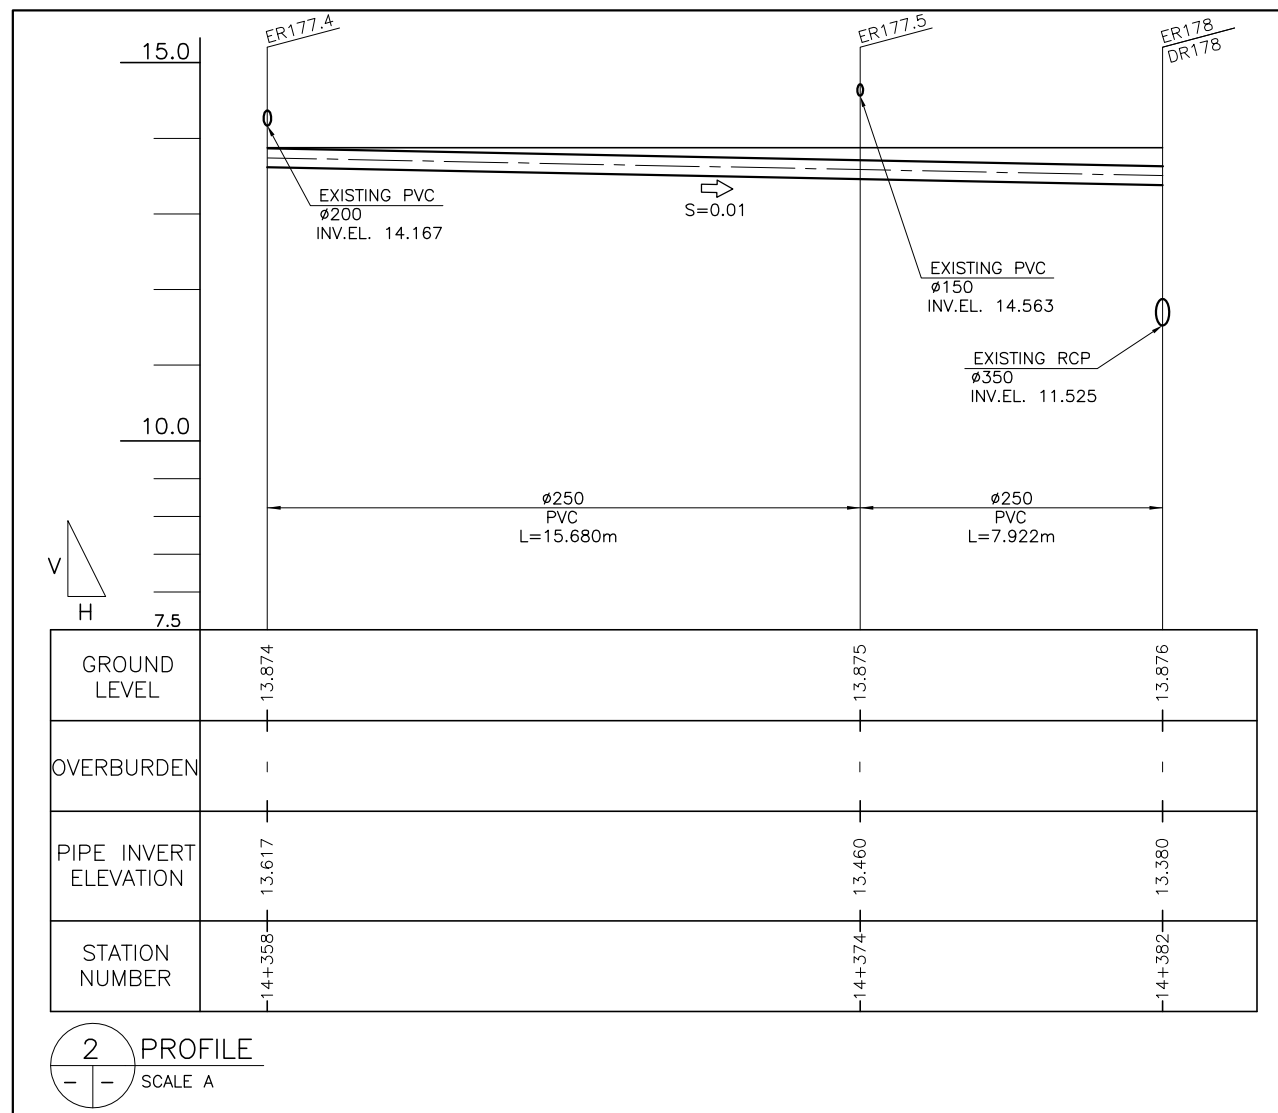 ER177.4
ER177.5
ER178
DR178
15.0
EXISTING PVC
ø200
INV.EL. 14.167
S=0.01
EXISTING PVC
ø150
INV.EL. 14.563
EXISTING RCP
ø350
INV.EL. 11.525
10.0
ø250
PVC
L=15.680m
ø250
PVC
L=7.922m
V
H
7.5
GROUND
LEVEL
13.874
13.875
13.876
OVERBURDEN
-
-
-
PIPE INVERT
ELEVATION
13.617
13.460
13.380
STATION
NUMBER
14+358
14+374
14+382
2
- -
PROFILE
SCALE A